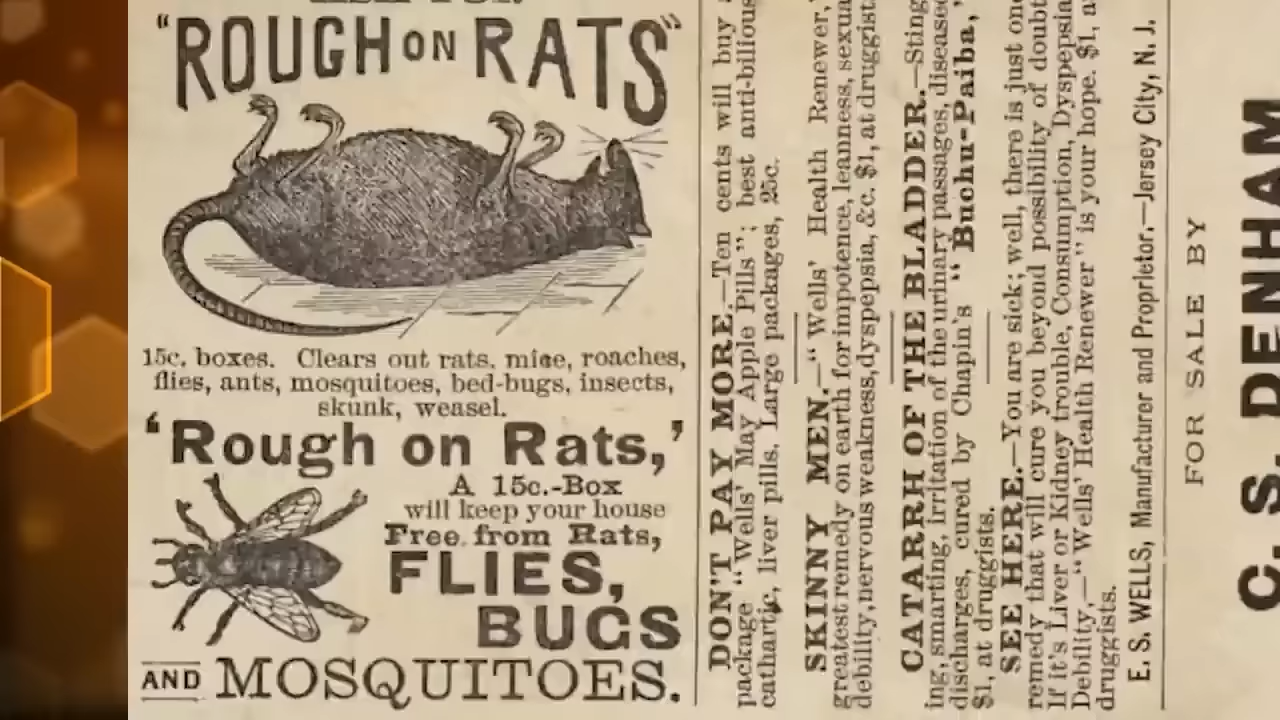 "ROUGH ON RATS"
15c. boxes. Clears out rats, mice, roaches,
flies, ants, mosquitoes, bed-bugs, insects,
skunk, weasel.
'Rough on Rats,'
A 15c.-Box
will keep your house
Free from Rats,
FLIES,
BUGS
AND MOSQUITOES.
DON'T PAY MORE.—Ten cents will buy
package "Wells' May Apple Pills"; best anti-bilious
cathartic, liver pills. Large packages, 25c.
SKINNY MEN.—"Wells' Health Renewer,"
greatest remedy on earth for impotence, leanness,
debility, nervous weakness, dyspepsia, &c. $1, at druggists
CATARRH OF THE BLADDER.—Sting
ing, smarting, irritation of the urinary passages, diseased
discharges, cured by Chapin's "Buchu-Paiba,"
$1, at druggists.
SEE HERE.—You are sick; well, there is just one
remedy that will cure you beyond possibility of doubt
If it's Liver or Kidney trouble, Consumption, Dyspepsia
Debility,—"Wells' Health Renewer" is your hope. $1,
druggists.
E. S. WELLS, Manufacturer and Proprietor.—Jersey City, N. J.
FOR SALE BY
C. S. DENHAM